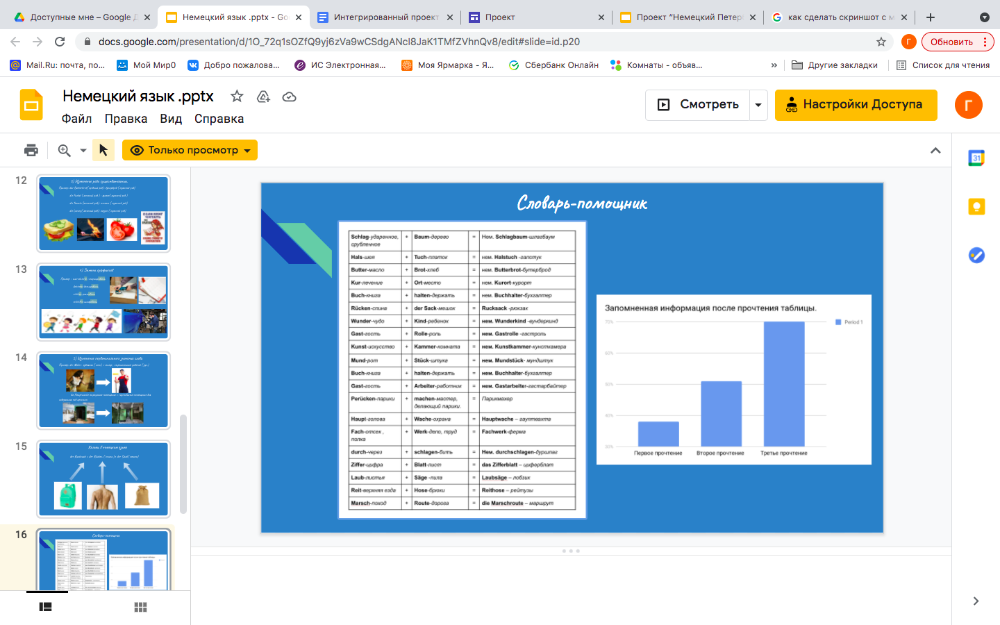 Доступные мне – Google Д
Немецкий язык .pptx - Go
Интегрированный проект
Проект
Проект "Немецкий Петер
как сделать скриншот с м
docs.google.com/presentation/d/1O_72q1sOZfQ9yj6zVa9wCSdgANcI8JaK1TMfZVhnQv8/edit#slide=id.p20
Г
Обновить
Mail.Ru: почта, по...
Мой Мир0
Добро пожалова...
ИС Электронная...
Моя Ярмарка - Я...
Сбербанк Онлайн
Комнаты - объяв...
»
Другие закладки
Список для чтения
Немецкий язык .pptx
Файл Правка Вид Справка
Смотреть
Настройки Доступа
Г
Только просмотр
31
12
13
14
15
16
Словарь-помощник
Словарь-помощник
Schlag-ударенное, срубленное + Baum-дерево = Нем. Schlagbaum-шлагбаум
Hals-шея + Tuch-платок = нем. Halstuch -галстук
Butter-масло + Brot-хлеб = нем. Butterbrot-бутерброд
Kur-лечение + Ort-место = нем. Kurort-курорт
Buch-книга + halten-держать = нем. Buchhalter-бухгалтер
Rücken-спина + der Sack-мешок = Rucksack -рюкзак
Wunder-чудо + Kind-ребенок = нем. Wunderkind -вундеркинд
Gast-гость + Rolle-роль = нем. Gastrolle -гастроль
Kunst-искусство + Kammer-комната = нем. Kunstkammer-кунсткамера
Mund-рот + Stück-штука = нем. Mundstück- мундштук
Buch-книга + halten-держать = нем. Buchhalter-бухгалтер
Gast-гость + Arbeiter-работник = нем. Gastarbeiter-гастарбайтер
Perücken-парики + machen-мастер, делающий парики. = Парикмахер
Haupt-голова + Wache-охрана = Hauptwache – гауптвахта
Fach-отсек , полка + Werk-дело, труд = Fachwerk-ферма
durch-через + schlagen-бить = Нем. durchschlagen-дуршлаг
Ziffer-цифра + Blatt-лист = das Zifferblatt – циферблат
Laub-листья + Säge -пила = Laubsäge – лобзик
Reit-верхняя езда + Hose-брюки = Reithose – рейтузы
Marsch-поход + Route-дорога = die Marschroute – маршрут
Запомненная информация после прочтения таблицы.
70%
60%
50%
40%
30%
Period 1
Первое прочтение
Второе прочтение
Третье прочтение